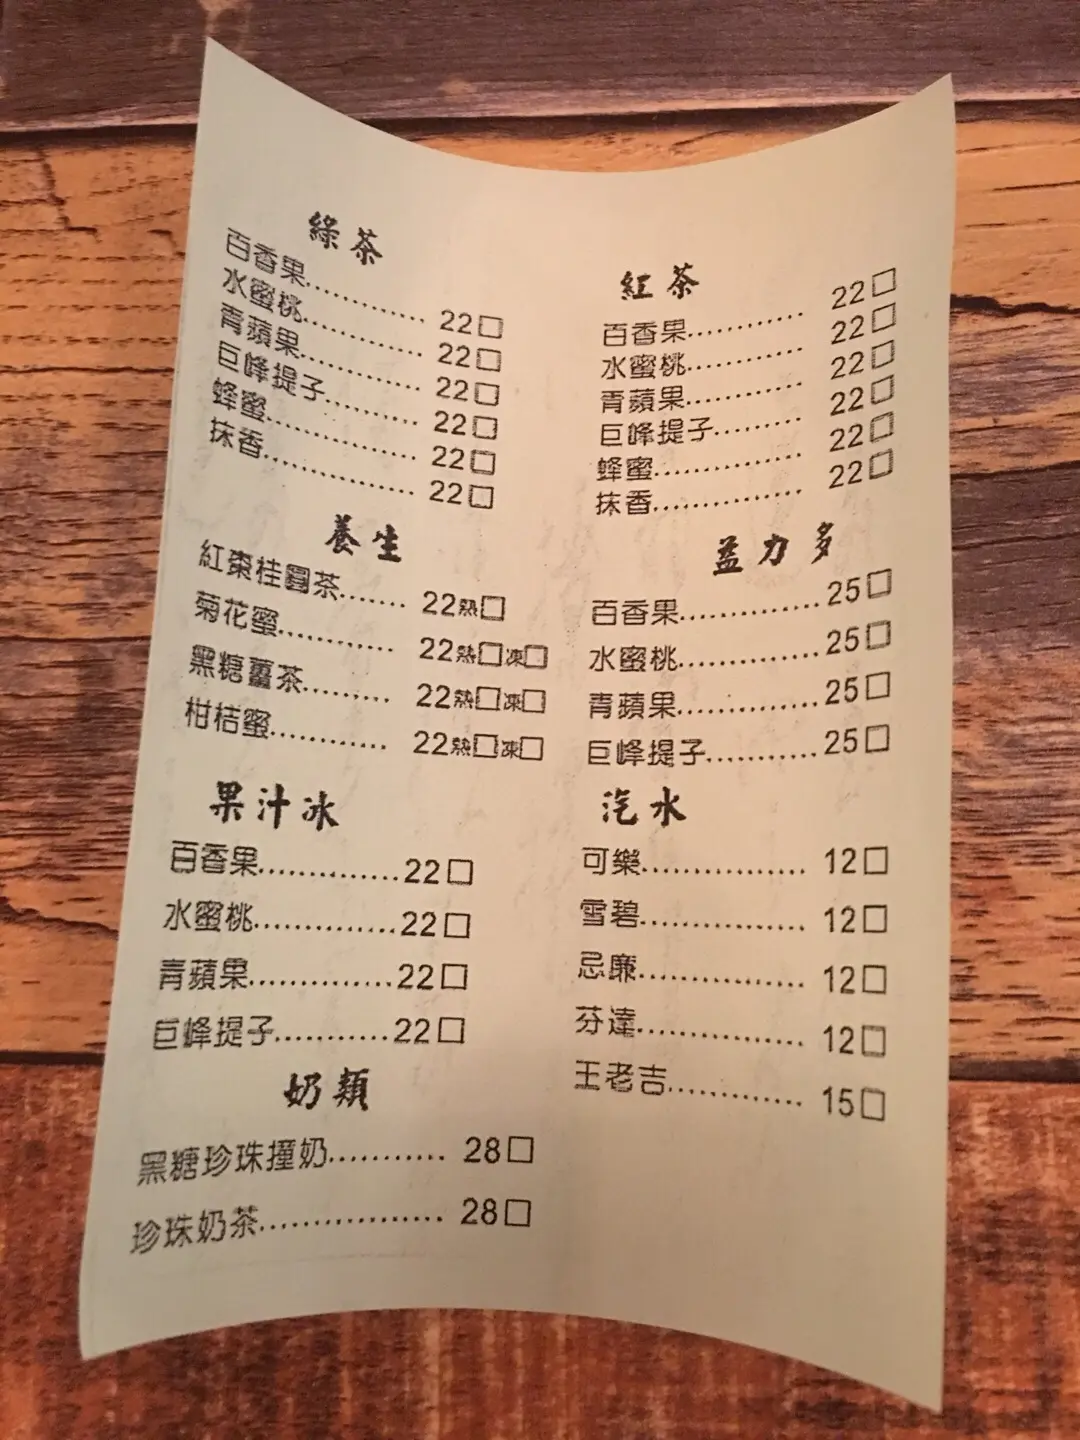 綠茶
百香果............ 22□
水蜜桃............ 22□
青蘋果............ 22□
巨峰提子......... 22□
蜂蜜............... 22□
抹香............... 22□
養生
紅棗桂圓茶....... 22熱□
菊花蜜............ 22熱□凍□
黑糖薑茶......... 22熱□凍□
柑桔蜜............ 22熱□凍□
果汁冰
百香果..............22□
水蜜桃..............22□
青蘋果..............22□
巨峰提子...........22□
奶類
黑糖珍珠撞奶........... 28□
珍珠奶茶................. 28□
紅茶
百香果............ 22□
水蜜桃............ 22□
青蘋果............ 22□
巨峰提子......... 22□
蜂蜜............... 22□
抹香............... 22□
益力多
百香果..............25□
水蜜桃..............25□
青蘋果..............25□
巨峰提子...........25□
汽水
可樂................ 12□
雪碧................ 12□
忌廉................ 12□
芬達................ 12□
王老吉............. 15□